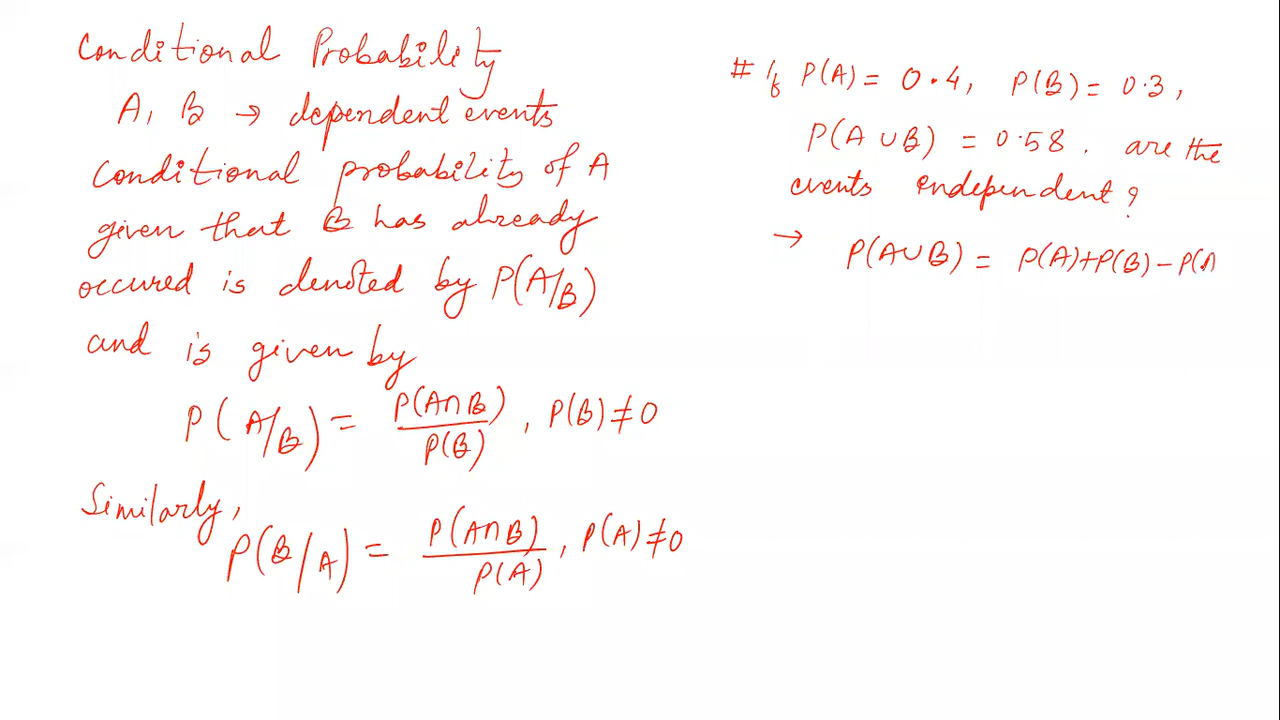 Conditional Probability
A, B → dependent events
Conditional probability of A
given that B has already
occured is denoted by P(A/B)
and is given by
P(A/B) = P(A∩B)/P(B), P(B) ≠ 0
Similarly,
P(B/A) = P(A∩B)/P(A), P(A) ≠ 0
# If P(A) = 0.4, P(B) = 0.3,
P(A∪B) = 0.58. are the
events independent?
→ P(A∪B) = P(A)+P(B)-P(A